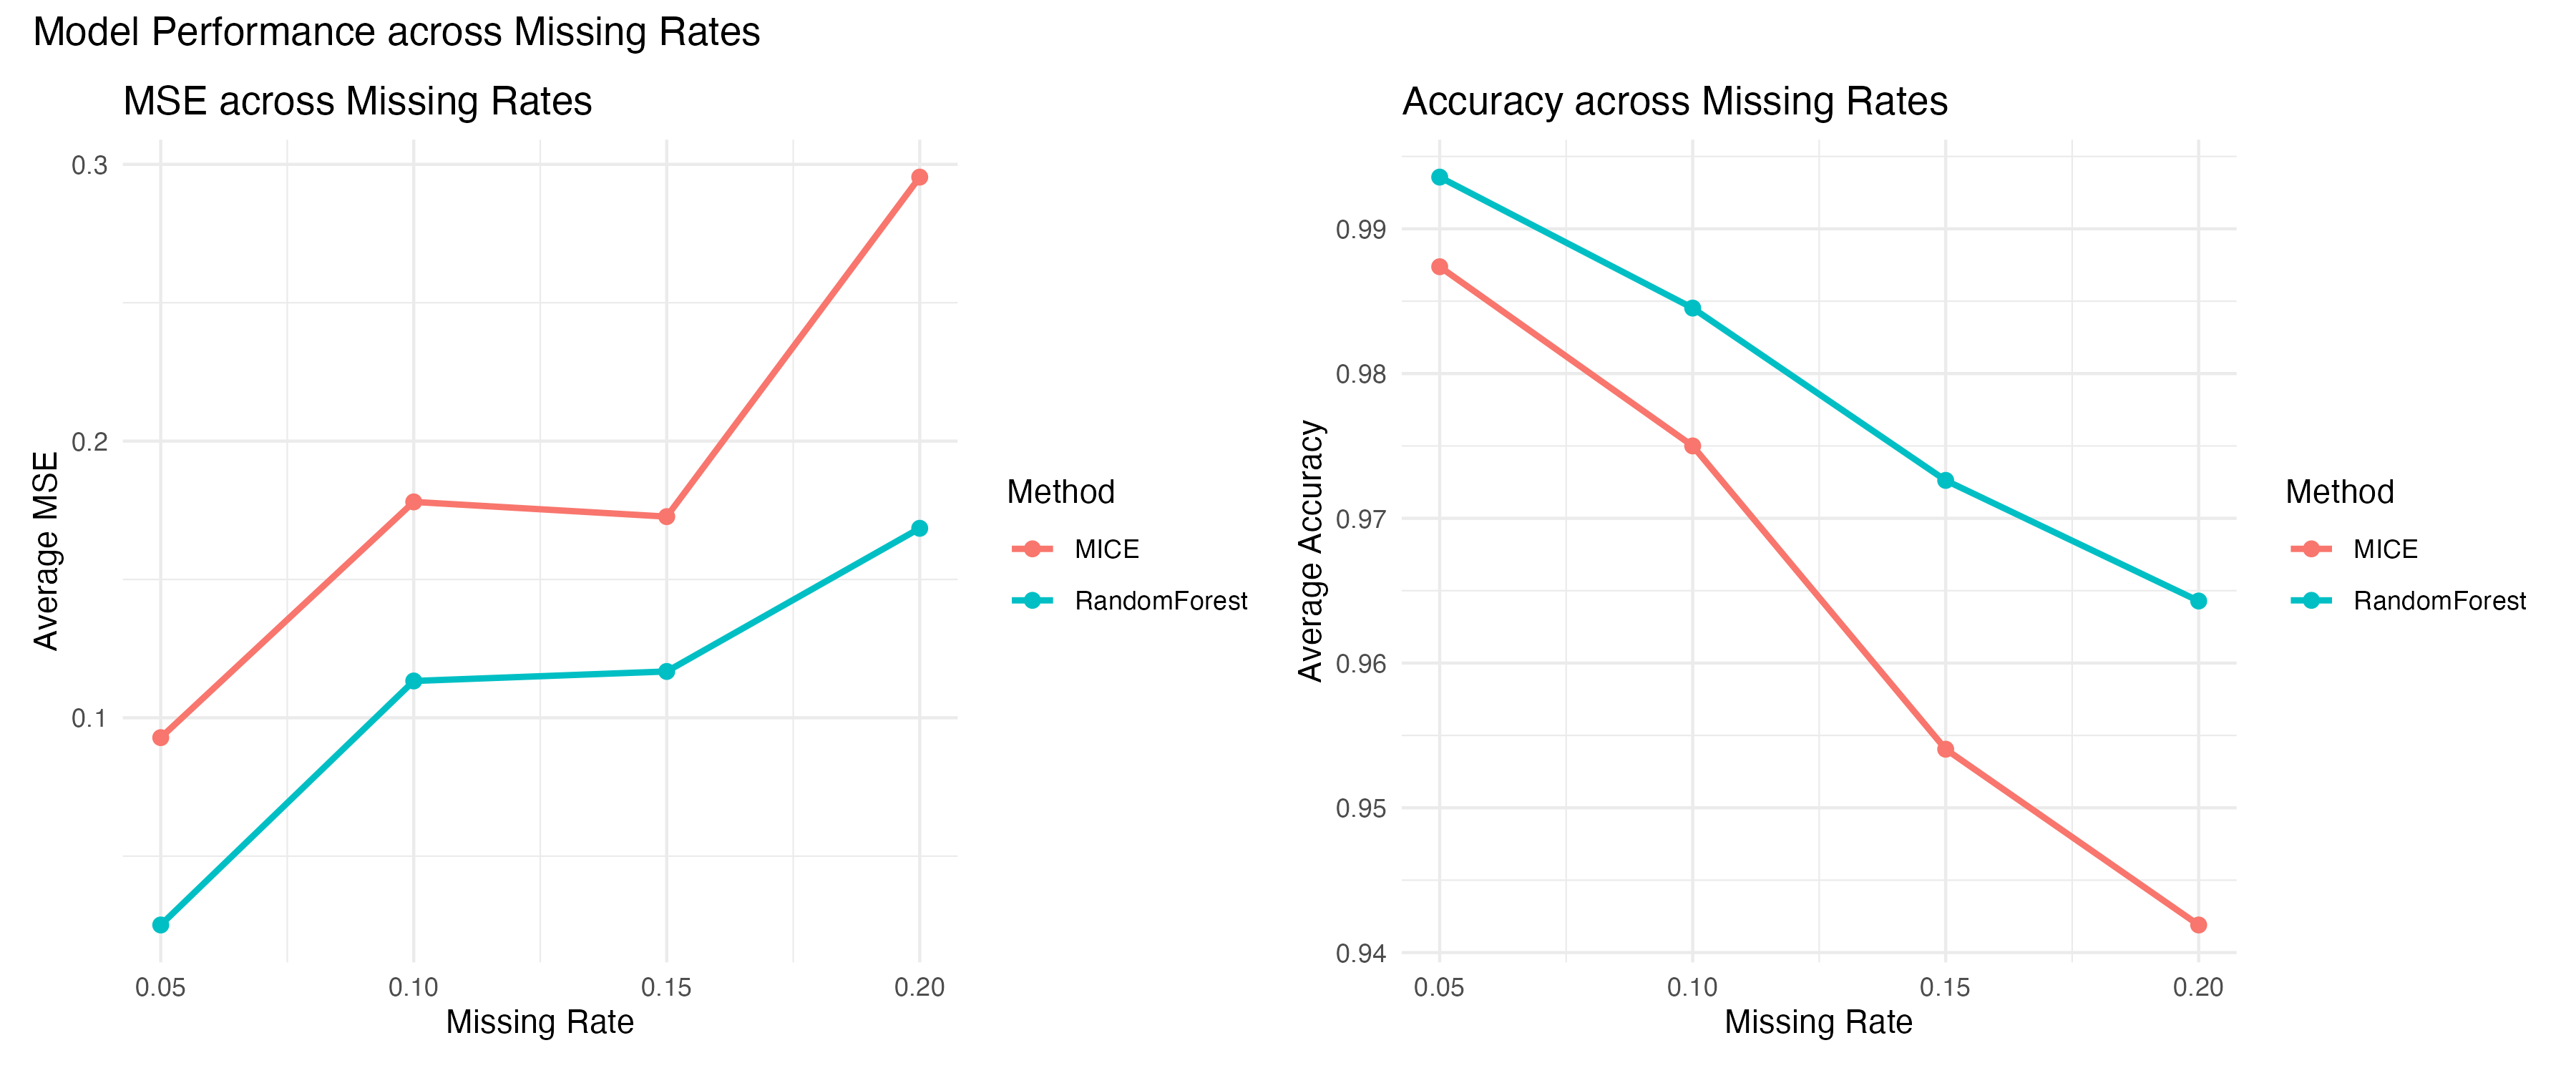 Model Performance across Missing Rates
MSE across Missing Rates
0.3
0.2
0.1
Average MSE
0.05 0.10 0.15 0.20
Missing Rate
Method
MICE
RandomForest
Accuracy across Missing Rates
0.99
0.98
0.97
0.96
0.95
0.94
Average Accuracy
0.05 0.10 0.15 0.20
Missing Rate
Method
MICE
RandomForest